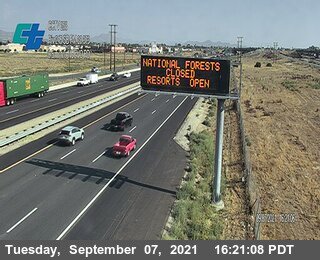 NATIONAL FORESTS
CLOSED
RESORTS OPEN
Tuesday, September 07, 2021 16:21:08 PDT